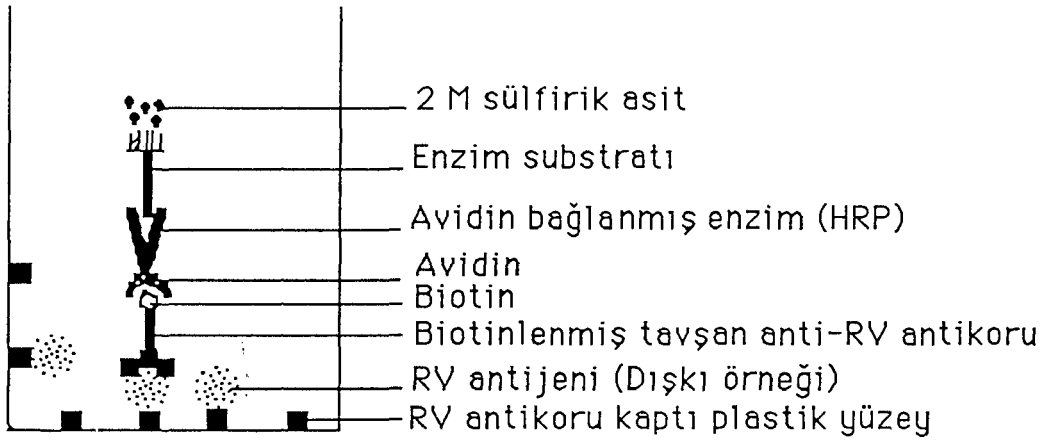 2 M sülfirik asit
Enzim substratı
Avidin bağlanmış enzim (HRP)
Avidin
Biotin
Biotinlenmiş tavşan anti-RV antikoru
RV antijeni (Dışkı örneği)
RV antikoru kaptı plastik yüzey